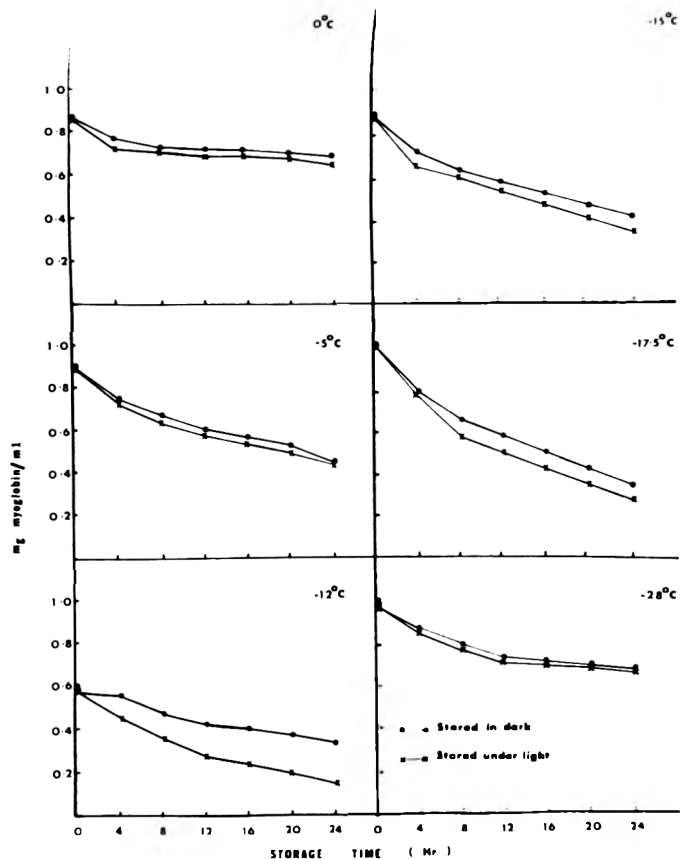 0°C
-15°C
1·0
0·8
0·6
0·4
0·2
-5°C
-17·5°C
1·0
0·8
0·6
0·4
0·2
mg myoglobin/ml
-12°C
-28°C
1·0
0·8
0·6
0·4
0·2
Stored in dark
Stored under light
0 4 8 12 16 20 24
0 4 8 12 16 20 24 28
STORAGE TIME ( Hr )